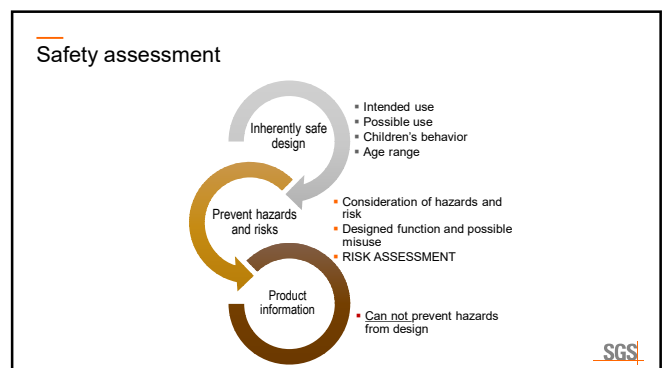 Safety assessment
Inherently safe
design
▪ Intended use
▪ Possible use
▪ Children's behavior
▪ Age range
Prevent hazards
and risks
▪ Consideration of hazards and
risk
▪ Designed function and possible
misuse
▪ RISK ASSESSMENT
Product
information
▪ Can not prevent hazards
from design
SGS